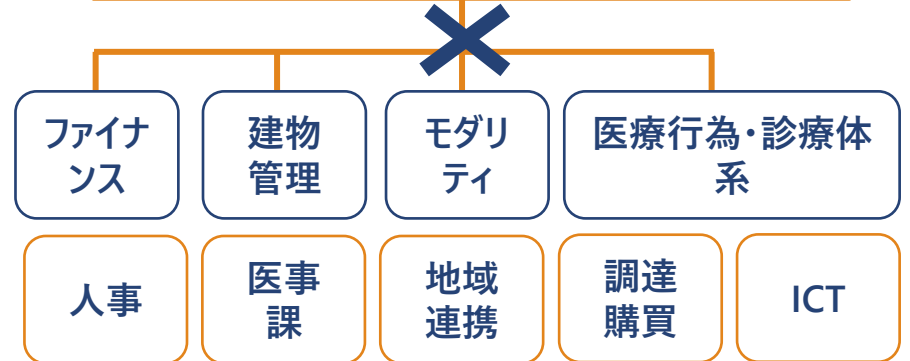 ファイナ
ンス
建物
管理
モダリ
ティ
医療行為・診療体
系
人事
医事
課
地域
連携
調達
購買
ICT